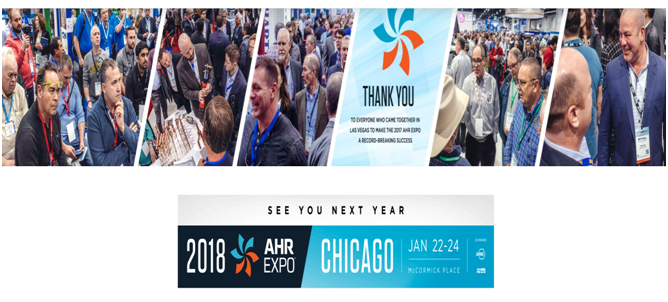 THANK YOU
TO EVERYONE WHO CAME TOGETHER IN
LAS VEGAS TO MAKE THE 2017 AHR EXPO
A RECORD-BREAKING SUCCESS
SEE YOU NEXT YEAR
2018 AHR EXPO CHICAGO JAN 22-24
McCORMICK PLACE